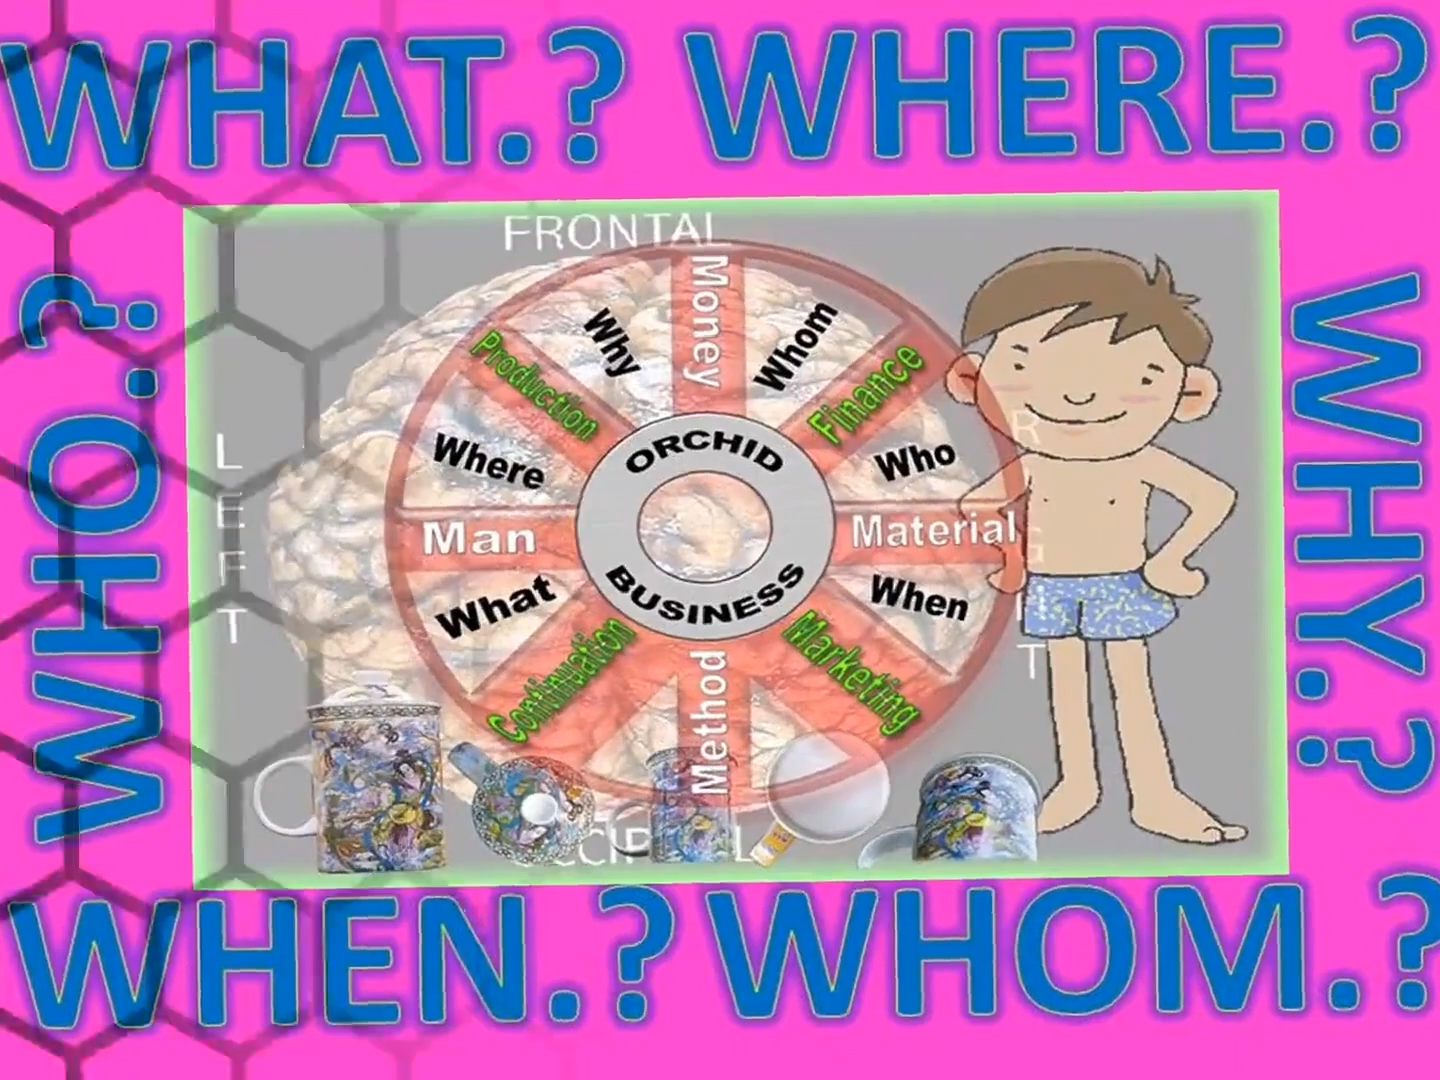 WHAT.? WHERE.?
WHO..?
WHY.?
FRONTAL
LEFT
Money
Why
Whom
Production
Finance
Where
Who
ORCHID
Man
Material
BUSINESS
What
When
Continuation
Marketing
Method
WHEN.? WHOM.?